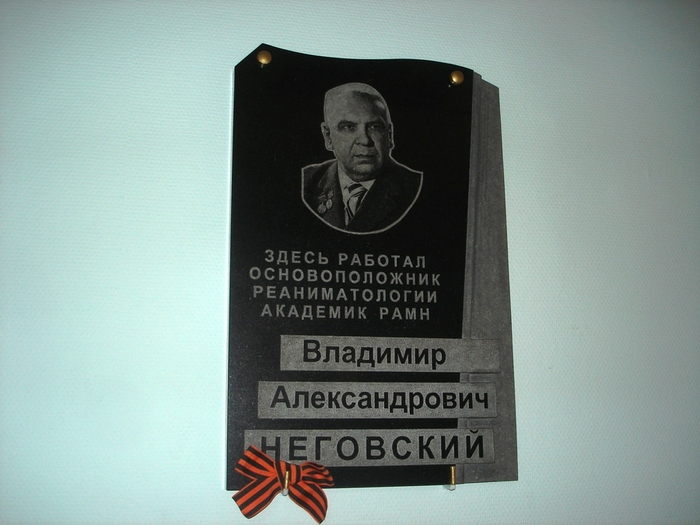 ЗДЕСЬ РАБОТАЛ
ОСНОВОПОЛОЖНИК
РЕАНИМАТОЛОГИИ
АКАДЕМИК РАМН
Владимир
Александрович
НЕГОВСКИЙ